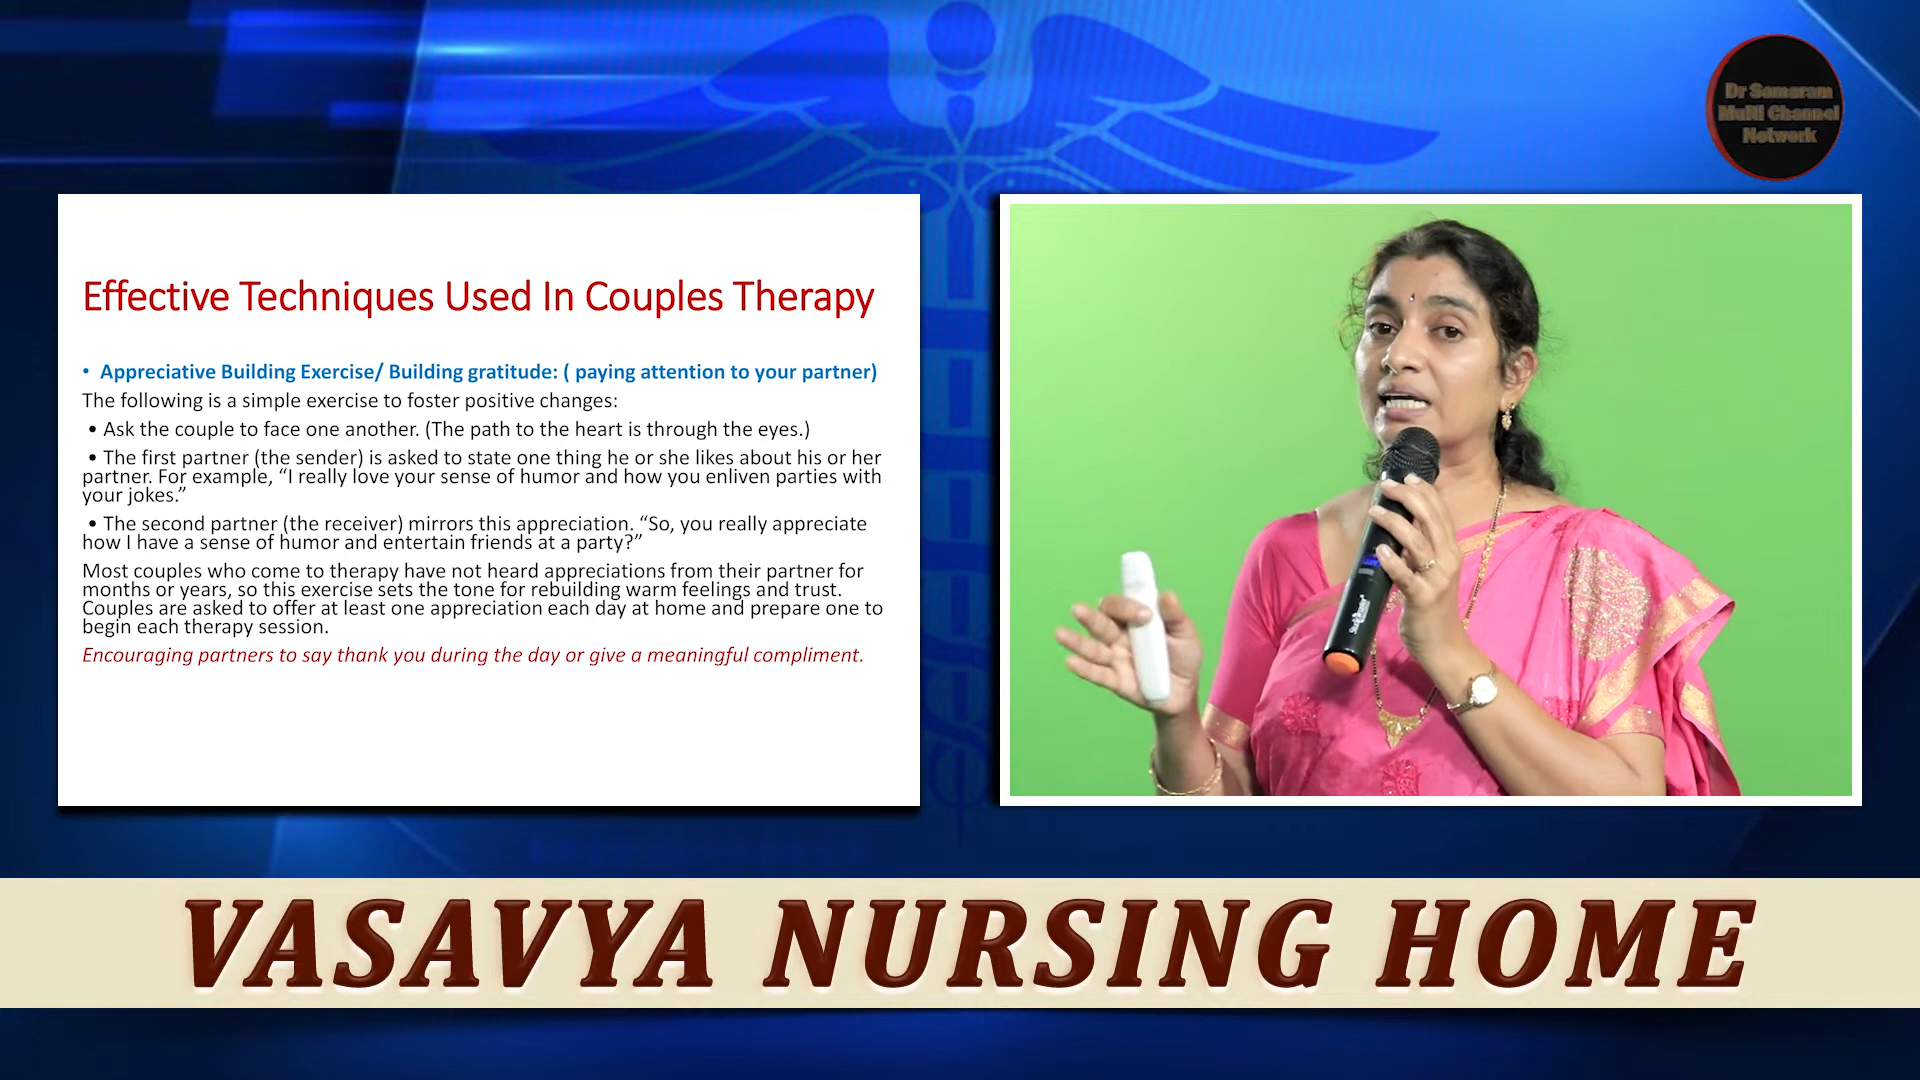 Dr Samaram
Multi Channel
Network
Effective Techniques Used In Couples Therapy
• Appreciative Building Exercise/ Building gratitude: ( paying attention to your partner)
The following is a simple exercise to foster positive changes:
• Ask the couple to face one another. (The path to the heart is through the eyes.)
• The first partner (the sender) is asked to state one thing he or she likes about his or her
partner. For example, “I really love your sense of humor and how you enliven parties with
your jokes.”
• The second partner (the receiver) mirrors this appreciation. “So, you really appreciate
how I have a sense of humor and entertain friends at a party?”
Most couples who come to therapy have not heard appreciations from their partner for
months or years, so this exercise sets the tone for rebuilding warm feelings and trust.
Couples are asked to offer at least one appreciation each day at home and prepare one to
begin each therapy session.
Encouraging partners to say thank you during the day or give a meaningful compliment.
VASAVYA NURSING HOME